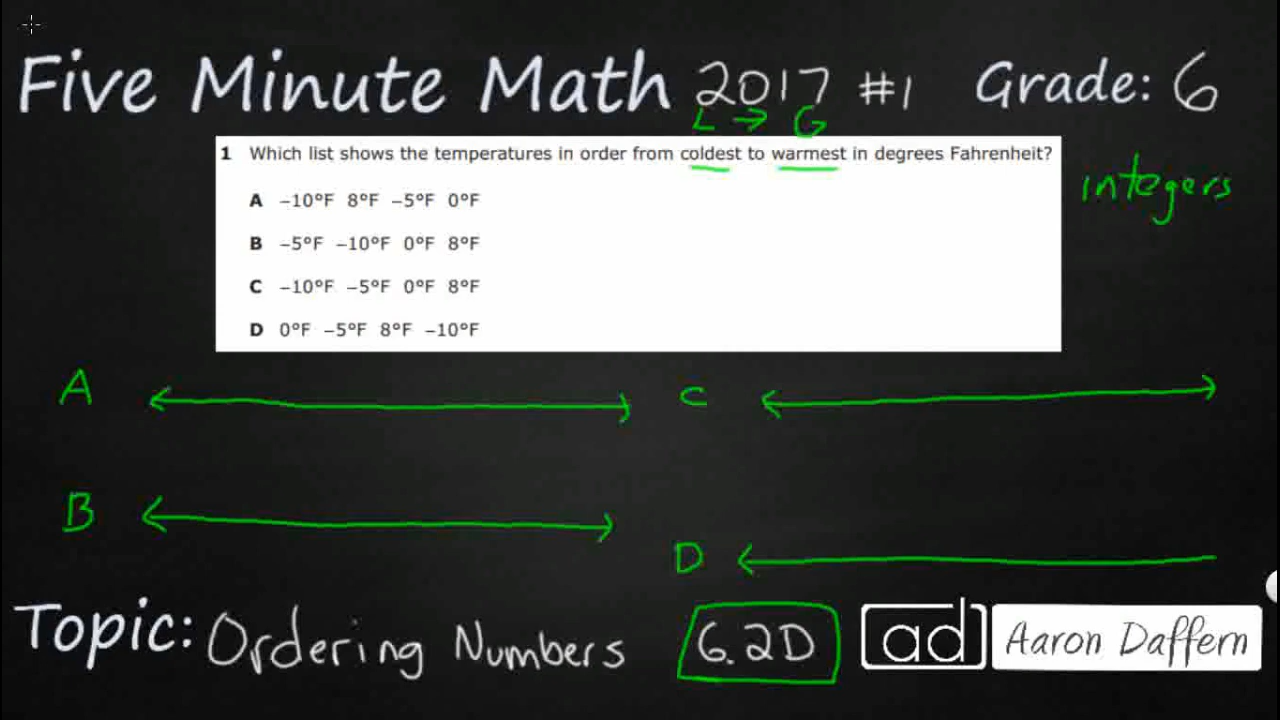 Five Minute Math 2017 #1 Grade: 6
L → G
1 Which list shows the temperatures in order from coldest to warmest in degrees Fahrenheit?
integers
A –10°F 8°F –5°F 0°F
B –5°F –10°F 0°F 8°F
C –10°F –5°F 0°F 8°F
D 0°F –5°F 8°F –10°F
A
C
B
D
Topic: Ordering Numbers 6.2D ad Aaron Daffern